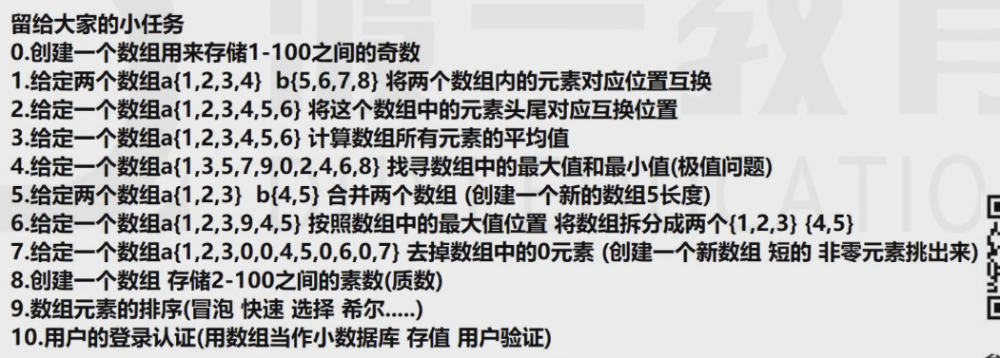 留给大家的小任务
0.创建一个数组用来存储1-100之间的奇数
1.给定两个数组a{1,2,3,4}  b{5,6,7,8} 将两个数组内的元素对应位置互换
2.给定一个数组a{1,2,3,4,5,6} 将这个数组中的元素头尾对应互换位置
3.给定一个数组a{1,2,3,4,5,6} 计算数组所有元素的平均值
4.给定一个数组a{1,3,5,7,9,0,2,4,6,8} 找寻数组中的最大值和最小值(极值问题)
5.给定两个数组a{1,2,3}  b{4,5} 合并两个数组 (创建一个新的数组5长度)
6.给定一个数组a{1,2,3,9,4,5} 按照数组中的最大值位置 将数组拆分成两个{1,2,3} {4,5}
7.给定一个数组a{1,2,3,0,0,4,5,0,6,0,7} 去掉数组中的0元素 (创建一个新数组 短的 非零元素挑出来)
8.创建一个数组 存储2-100之间的素数(质数)
9.数组元素的排序(冒泡 快速 选择 希尔.....)
10.用户的登录认证(用数组当作小数据库 存值 用户验证)